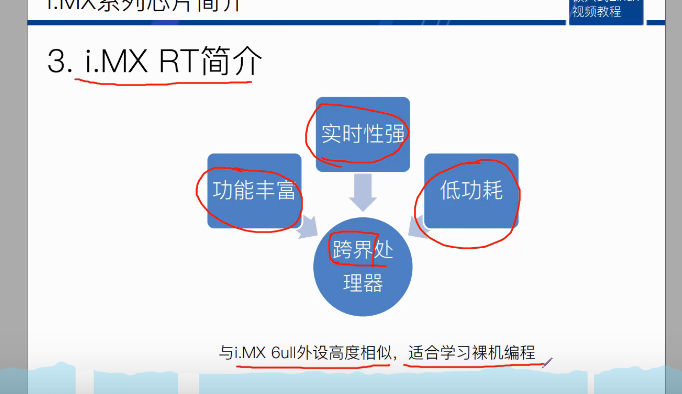 i.MX系列芯片简介
视频教程
3. i.MX RT简介
实时性强
功能丰富
低功耗
跨界处
理器
与i.MX 6ull外设高度相似，适合学习裸机编程